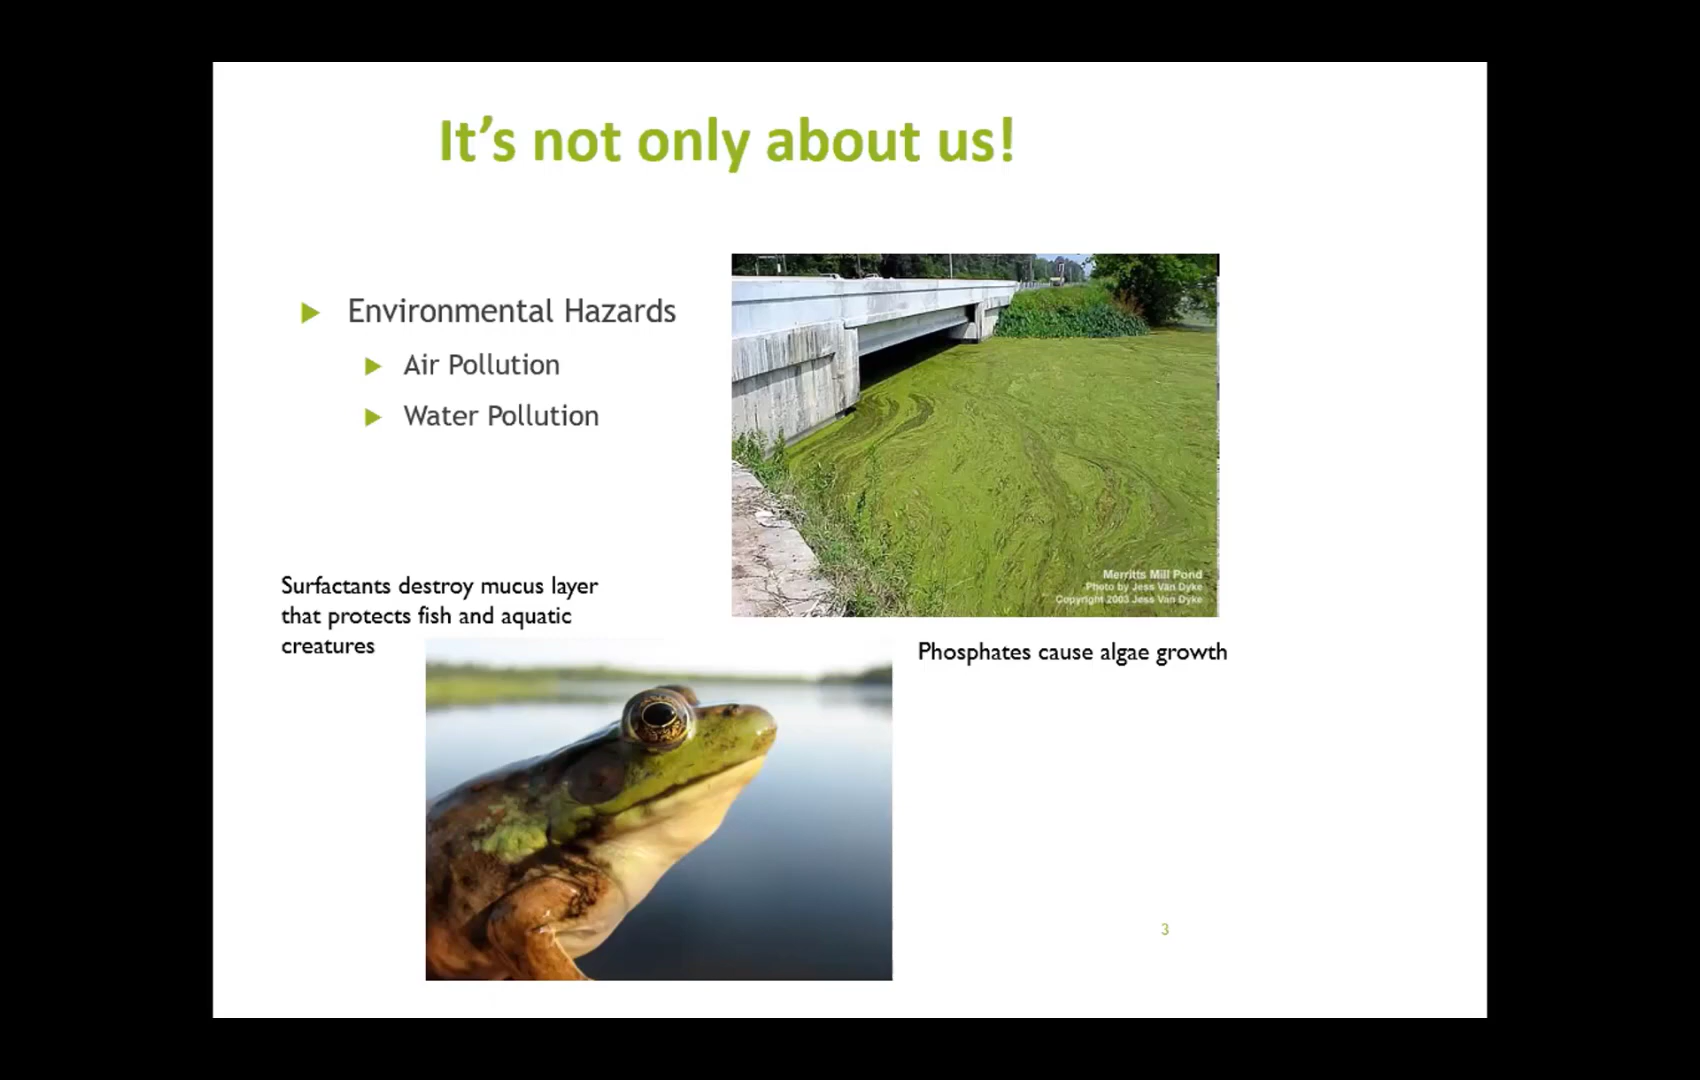 It's not only about us!
Environmental Hazards
Air Pollution
Water Pollution
Merritts Mill Pond
Photo by Jess Van Dyke
Copyright 2003 Jess Van Dyke
Surfactants destroy mucus layer
that protects fish and aquatic
creatures
Phosphates cause algae growth
3